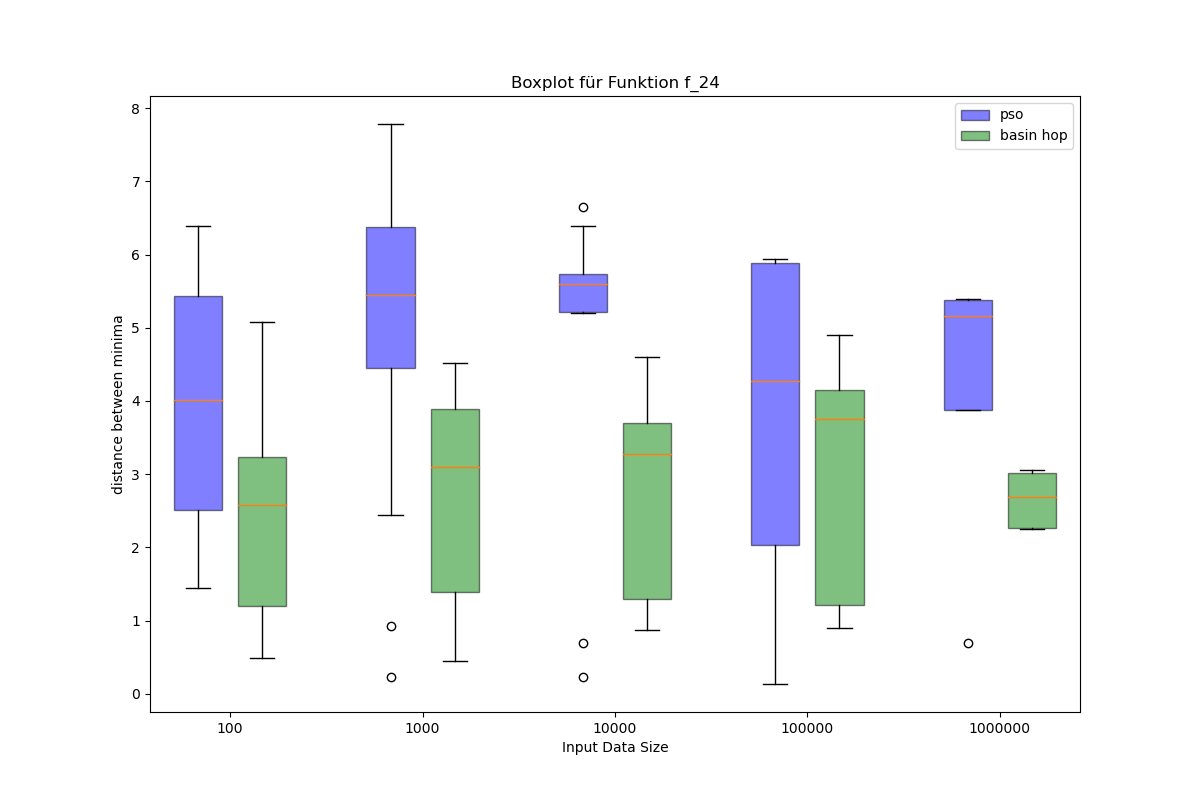 Boxplot für Funktion f_24
pso
basin hop
distance between minima
8
7
6
5
4
3
2
1
0
100 1000 10000 100000 1000000
Input Data Size